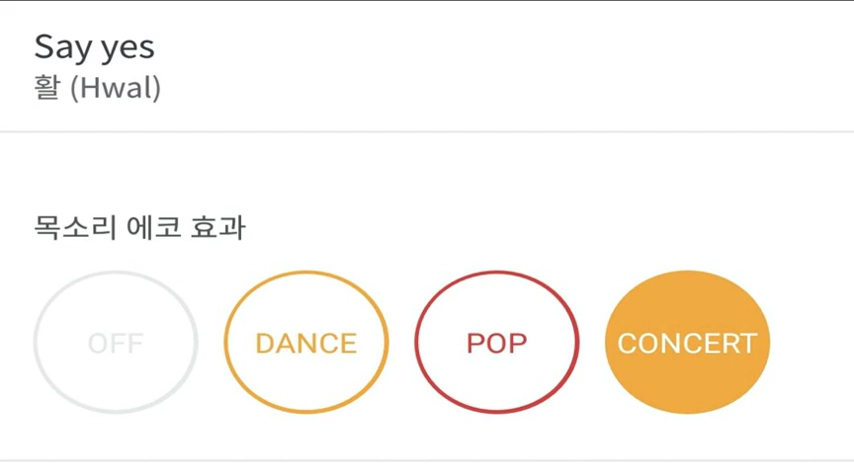 Say yes
활 (Hwal)
목소리 에코 효과
OFF
DANCE
POP
CONCERT